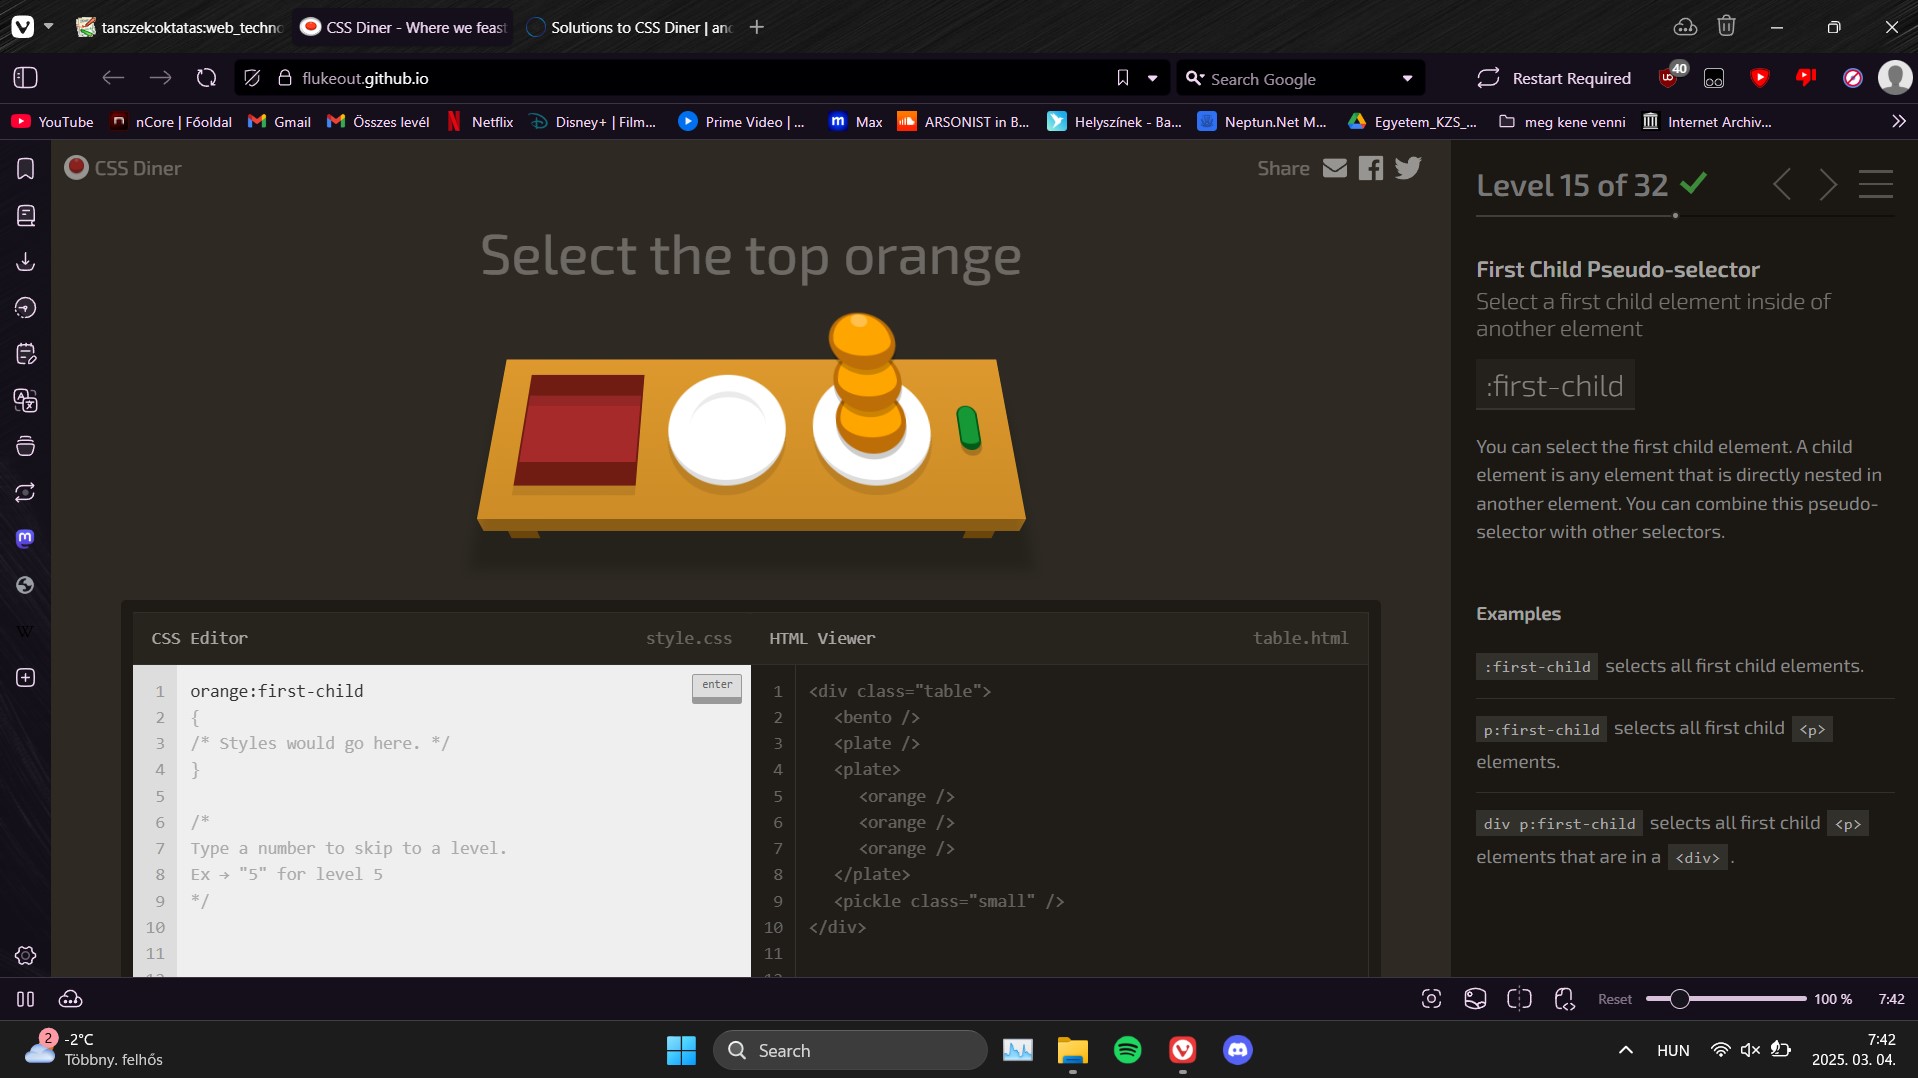 tanszek:oktatas:web_techno
CSS Diner - Where we feast
Solutions to CSS Diner | and
flukeout.github.io
Search Google
Restart Required
40
YouTube
nCore | Főoldal
Gmail
Összes levél
Netflix
Disney+ | Film...
Prime Video | ...
Max
ARSONIST in B...
Helyszínek - Ba...
Neptun.Net M...
Egyetem_KZS_...
meg kene venni
Internet Archiv...
CSS Diner
Share
Level 15 of 32
Select the top orange
First Child Pseudo-selector
Select a first child element inside of
another element
:first-child
You can select the first child element. A child
element is any element that is directly nested in
another element. You can combine this pseudo-
selector with other selectors.
Examples
:first-child selects all first child elements.
p:first-child selects all first child <p>
elements.
div p:first-child selects all first child <p>
elements that are in a <div> .
CSS Editor
style.css
HTML Viewer
table.html
1 orange:first-child
enter
2 {
3 /* Styles would go here. */
4 }
5
6 /*
7 Type a number to skip to a level.
8 Ex → "5" for level 5
9 */
10
11
1 <div class="table">
2 <bento />
3 <plate />
4 <plate>
5 <orange />
6 <orange />
7 <orange />
8 </plate>
9 <pickle class="small" />
10 </div>
11
Reset
100 %
7:42
2
-2°C
Többny. felhős
Search
HUN
7:42
2025. 03. 04.